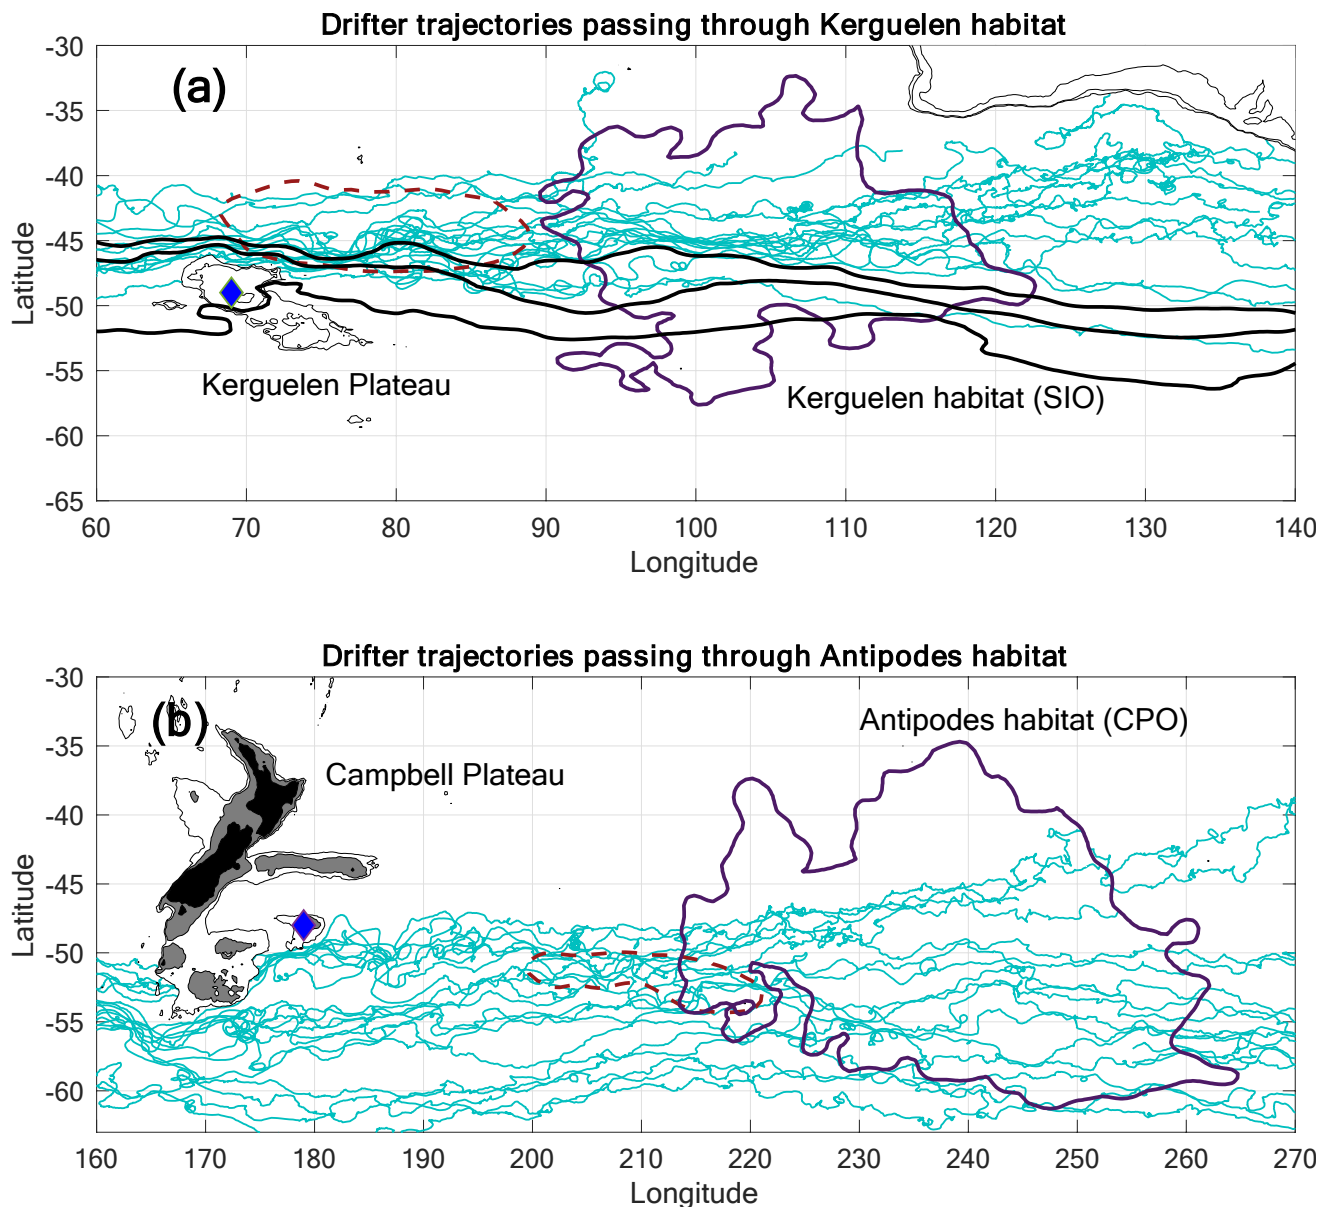 Drifter trajectories passing through Kerguelen habitat
-30
(a)
-35
-40
-45
-50
-55
-60
-65
Latitude
Kerguelen Plateau
Kerguelen habitat (SIO)
60 70 80 90 100 110 120 130 140
Longitude
Drifter trajectories passing through Antipodes habitat
-30
(b)
Antipodes habitat (CPO)
-35
Campbell Plateau
-40
-45
-50
-55
-60
Latitude
160 170 180 190 200 210 220 230 240 250 260 270
Longitude